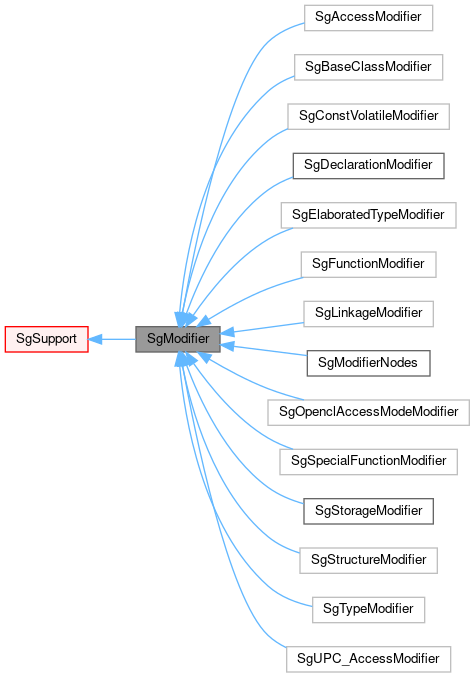 SgAccessModifier
SgBaseClassModifier
SgConstVolatileModifier
SgDeclarationModifier
SgElaboratedTypeModifier
SgFunctionModifier
SgLinkageModifier
SgSupport
SgModifier
SgModifierNodes
SgOpenclAccessModeModifier
SgSpecialFunctionModifier
SgStorageModifier
SgStructureModifier
SgTypeModifier
SgUPC_AccessModifier